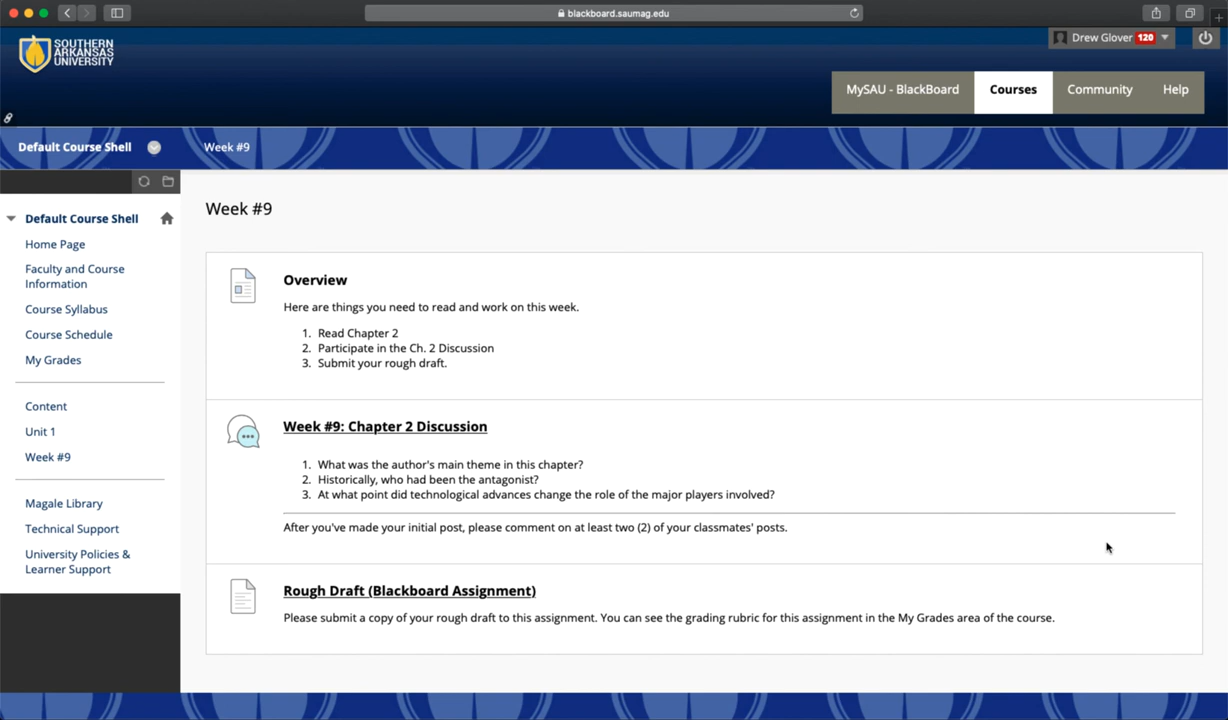 blackboard.saumag.edu
SOUTHERN
ARKANSAS
UNIVERSITY
Drew Glover 120
MySAU - BlackBoard Courses Community Help
Default Course Shell Week #9
Week #9
Default Course Shell
Home Page
Faculty and Course
Information
Course Syllabus
Course Schedule
My Grades
Content
Unit 1
Week #9
Magale Library
Technical Support
University Policies &
Learner Support
Overview
Here are things you need to read and work on this week.
1. Read Chapter 2
2. Participate in the Ch. 2 Discussion
3. Submit your rough draft.
Week #9: Chapter 2 Discussion
1. What was the author's main theme in this chapter?
2. Historically, who had been the antagonist?
3. At what point did technological advances change the role of the major players involved?
After you've made your initial post, please comment on at least two (2) of your classmates' posts.
Rough Draft (Blackboard Assignment)
Please submit a copy of your rough draft to this assignment. You can see the grading rubric for this assignment in the My Grades area of the course.